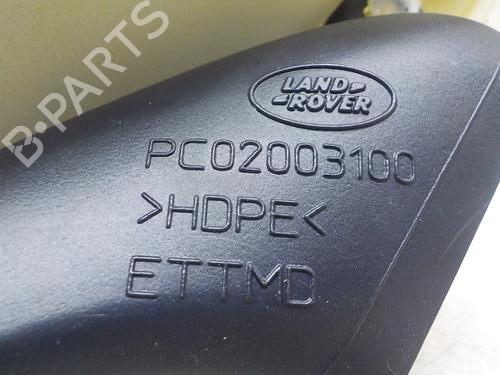 LAND-
-ROVER
PC02003100
>HDPE<
ETTMD
B-PARTS